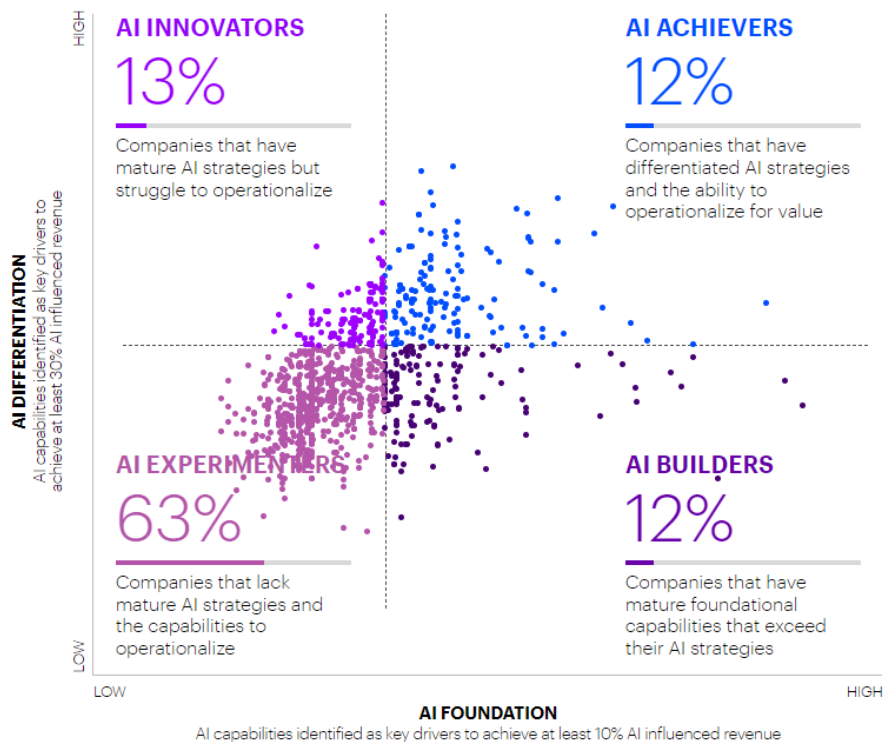 HIGH
AI INNOVATORS
13%
Companies that have
mature AI strategies but
struggle to operationalize
AI ACHIEVERS
12%
Companies that have
differentiated AI strategies
and the ability to
operationalize for value
AI DIFFERENTIATION
AI capabilities identified as key drivers to
achieve at least 30% AI influenced revenue
AI EXPERIMENTERS
63%
Companies that lack
mature AI strategies and
the capabilities to
operationalize
AI BUILDERS
12%
Companies that have
mature foundational
capabilities that exceed
their AI strategies
LOW
LOW
HIGH
AI FOUNDATION
AI capabilities identified as key drivers to achieve at least 10% AI influenced revenue